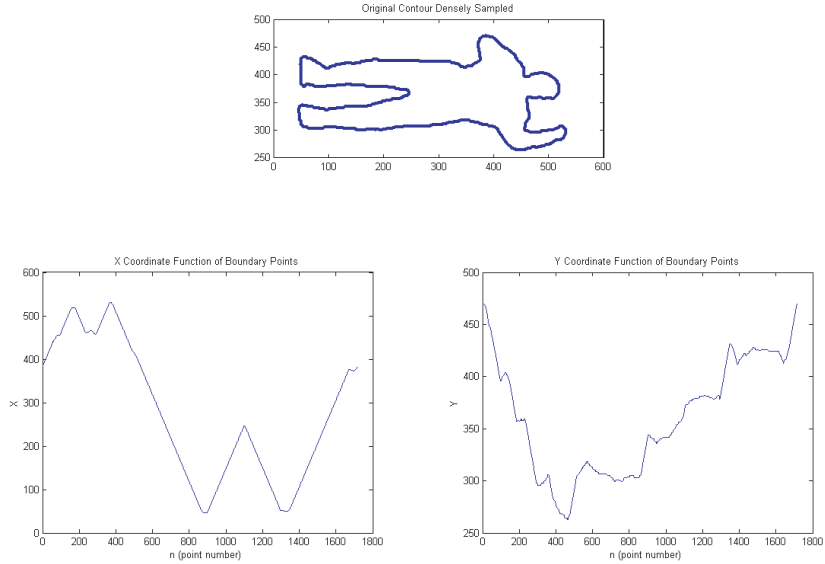 Original Contour Densely Sampled
500
450
400
350
300
250
0 100 200 300 400 500 600
X Coordinate Function of Boundary Points
600
500
400
300
200
100
0
X
0 200 400 600 800 1000 1200 1400 1600 1800
n (point number)
Y Coordinate Function of Boundary Points
500
450
400
350
300
250
Y
0 200 400 600 800 1000 1200 1400 1600 1800
n (point number)